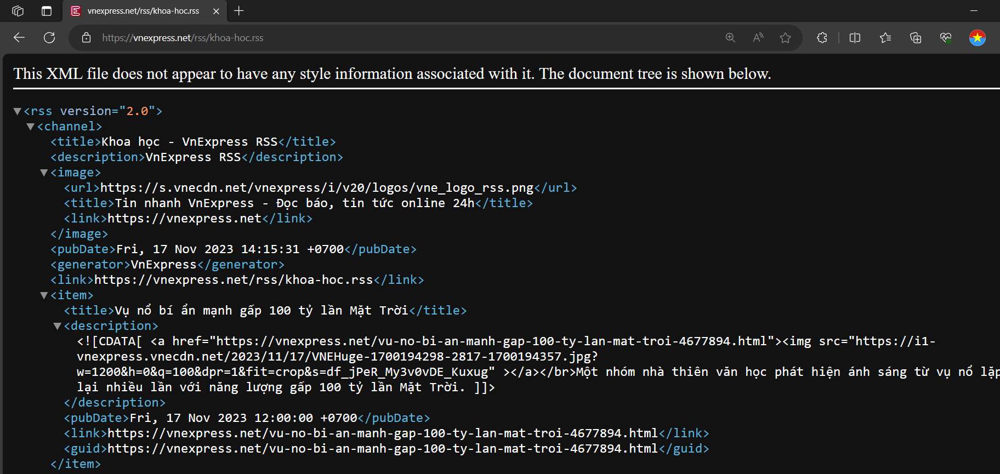 vnexpress.net/rss/khoa-hoc.rss
https://vnexpress.net/rss/khoa-hoc.rss
This XML file does not appear to have any style information associated with it. The document tree is shown below.
<rss version="2.0">
<channel>
<title>Khoa học - VnExpress RSS</title>
<description>VnExpress RSS</description>
<image>
<url>https://s.vnecdn.net/vnexpress/i/v20/logos/vne_logo_rss.png</url>
<title>Tin nhanh VnExpress - Đọc báo, tin tức online 24h</title>
<link>https://vnexpress.net</link>
</image>
<pubDate>Fri, 17 Nov 2023 14:15:31 +0700</pubDate>
<generator>VnExpress</generator>
<link>https://vnexpress.net/rss/khoa-hoc.rss</link>
<item>
<title>Vụ nổ bí ẩn mạnh gấp 100 tỷ lần Mặt Trời</title>
<description>
<![CDATA[ <a href="https://vnexpress.net/vu-no-bi-an-manh-gap-100-ty-lan-mat-troi-4677894.html"><img src="https://i1-
vnexpress.vnecdn.net/2023/11/17/VNEHuge-1700194298-2817-1700194357.jpg?
w=1200&h=0&q=100&dpr=1&fit=crop&s=df_jPeR_My3v0vDE_Kuxug" ></a></br>Một nhóm nhà thiên văn học phát hiện ánh sáng từ vụ nổ lặp
lại nhiều lần với năng lượng gấp 100 tỷ lần Mặt Trời. ]]>
</description>
<pubDate>Fri, 17 Nov 2023 12:00:00 +0700</pubDate>
<link>https://vnexpress.net/vu-no-bi-an-manh-gap-100-ty-lan-mat-troi-4677894.html</link>
<guid>https://vnexpress.net/vu-no-bi-an-manh-gap-100-ty-lan-mat-troi-4677894.html</guid>
</item>